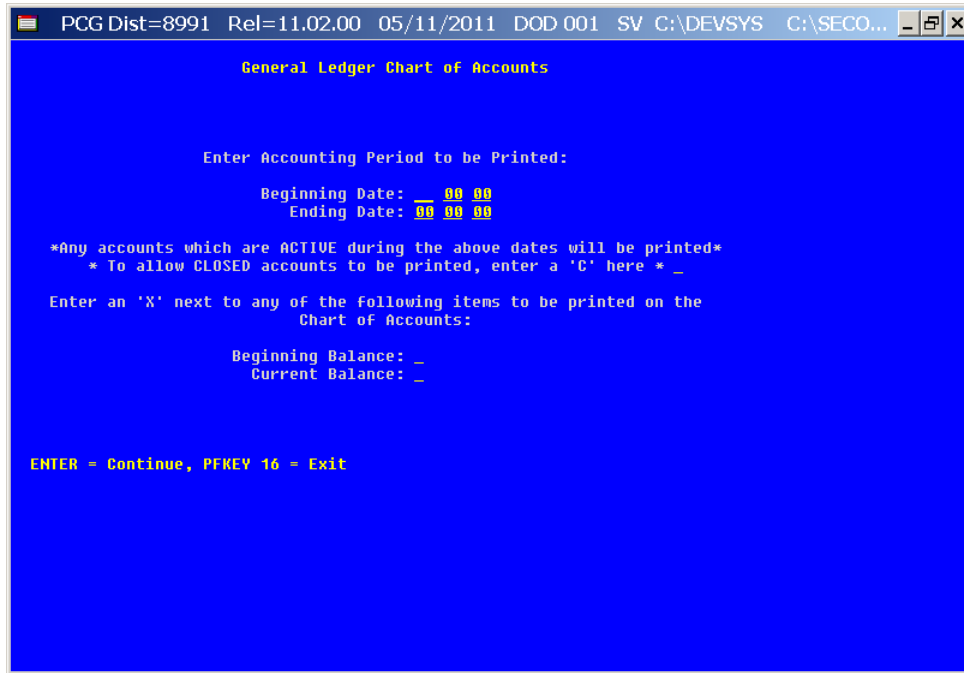 PCG Dist=8991 Rel=11.02.00 05/11/2011 DOD 001 SV C:\DEVSYS C:\SECO...
General Ledger Chart of Accounts
Enter Accounting Period to be Printed:
Beginning Date: __ 00 00
Ending Date: 00 00 00
*Any accounts which are ACTIVE during the above dates will be printed*
* To allow CLOSED accounts to be printed, enter a 'C' here * _
Enter an 'X' next to any of the following items to be printed on the
Chart of Accounts:
Beginning Balance: _
Current Balance: _
ENTER = Continue, PFKEY 16 = Exit